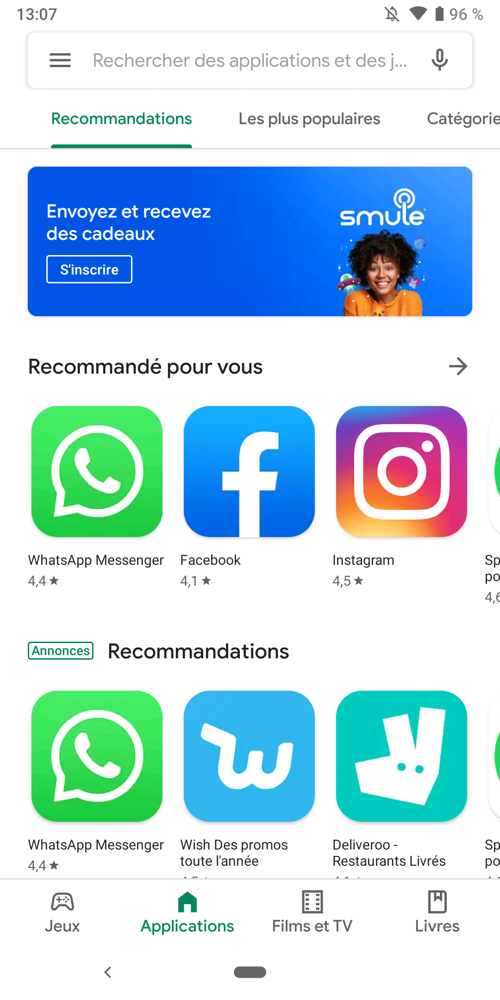 13:07
96 %
Rechercher des applications et des j...
Recommandations
Les plus populaires
Catégorie
Envoyez et recevez
des cadeaux
S'inscrire
smule
Recommandé pour vous
WhatsApp Messenger
4,4 ★
Facebook
4,1 ★
Instagram
4,5 ★
Sp
po
4,6
Annonces
Recommandations
WhatsApp Messenger
4,4 ★
Wish Des promos
toute l'année
Deliveroo -
Restaurants Livrés
Sp
po
Jeux
Applications
Films et TV
Livres